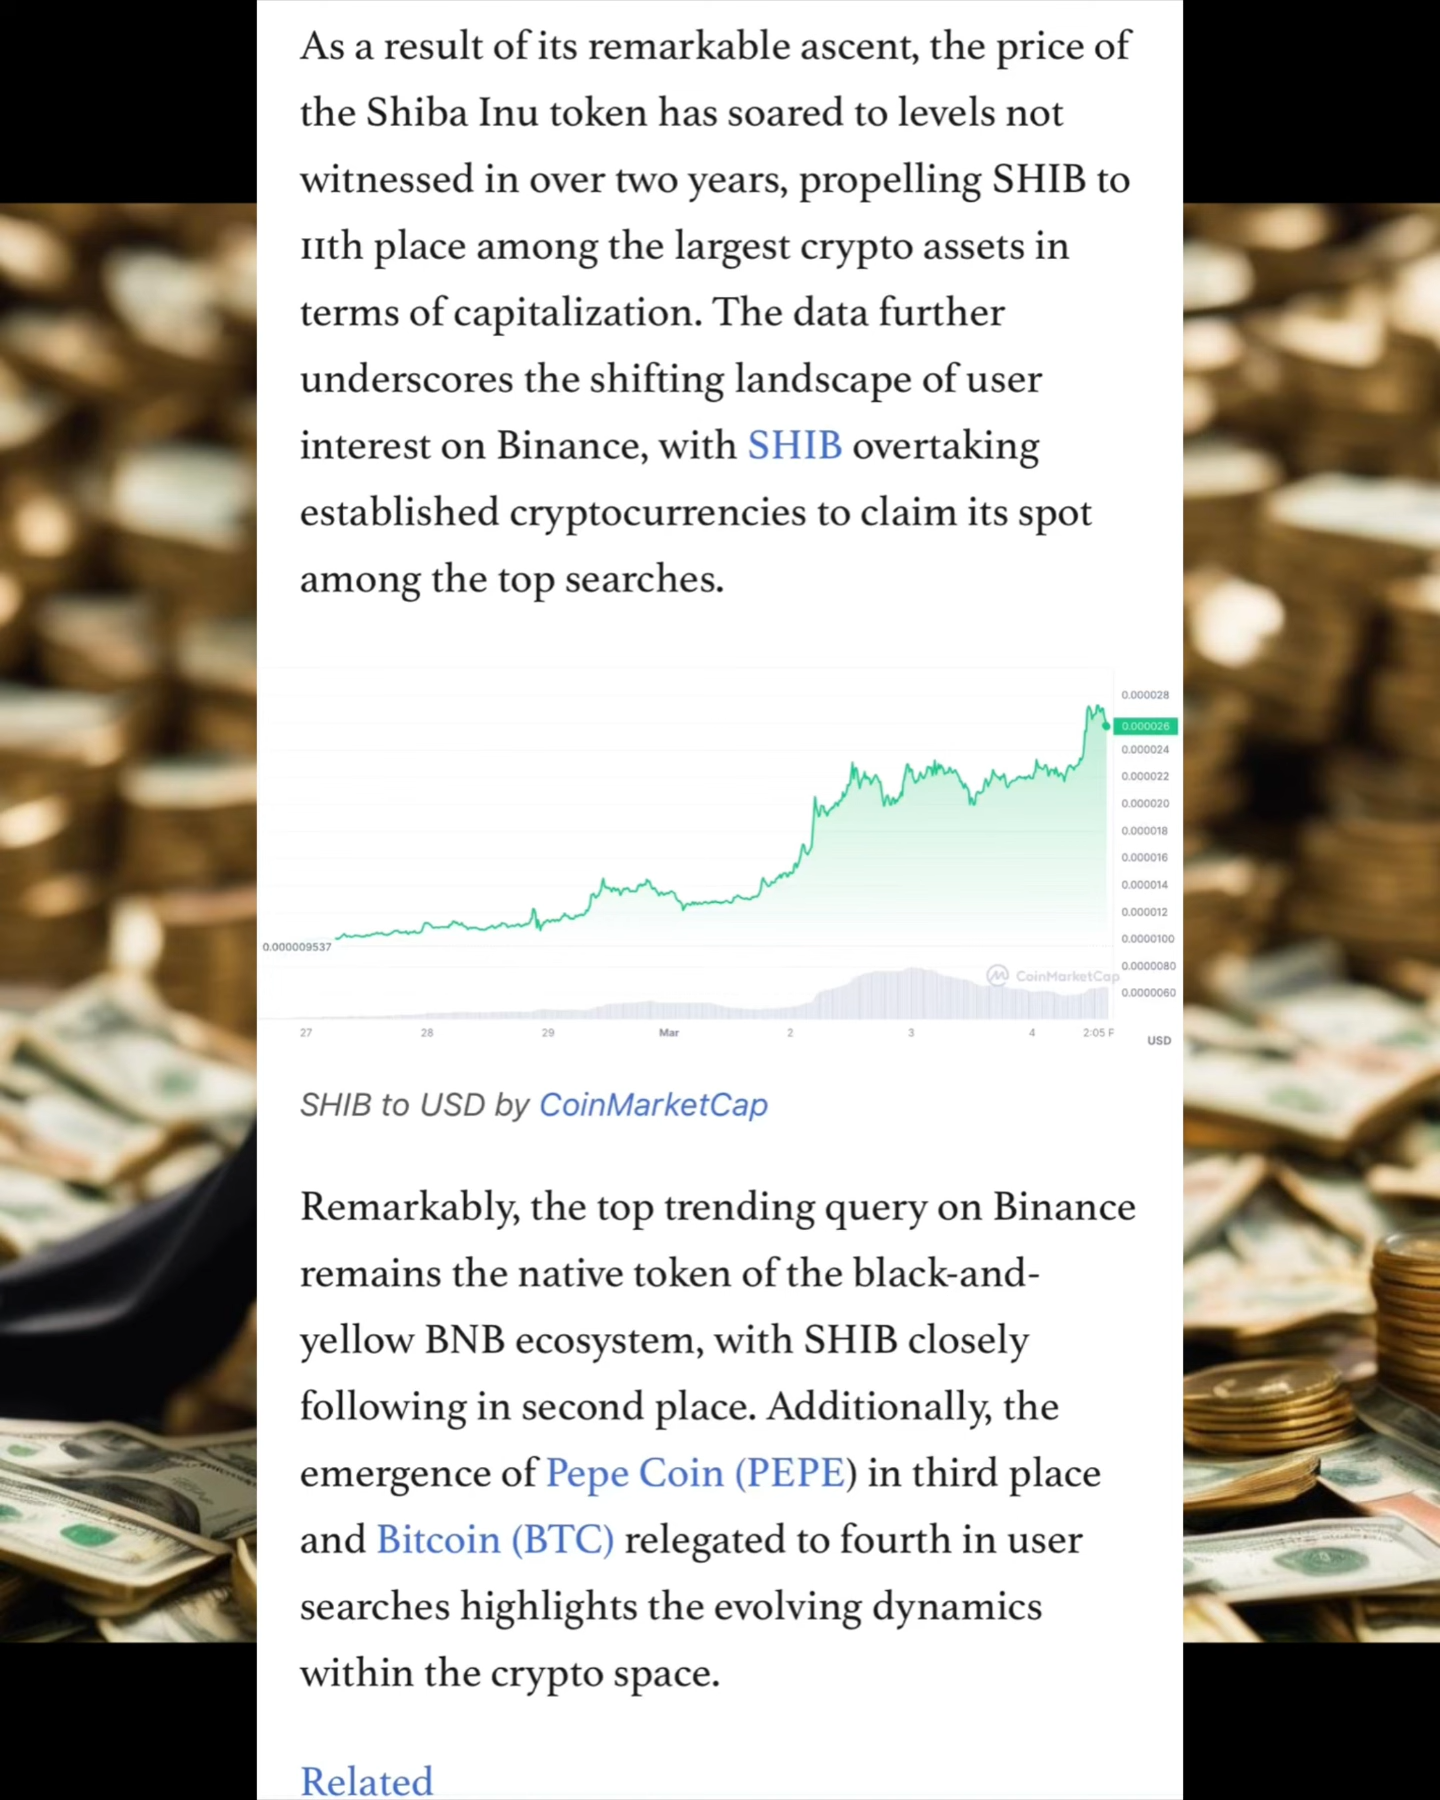 As a result of its remarkable ascent, the price of
the Shiba Inu token has soared to levels not
witnessed in over two years, propelling SHIB to
11th place among the largest crypto assets in
terms of capitalization. The data further
underscores the shifting landscape of user
interest on Binance, with SHIB overtaking
established cryptocurrencies to claim its spot
among the top searches.
0.000028
0.000026
0.000024
0.000022
0.000020
0.000018
0.000016
0.000014
0.000012
0.0000100
0.000009537
0.0000080
CoinMarketCap
0.0000060
27 28 29 Mar 2 3 4 2:05 P
USD
SHIB to USD by CoinMarketCap
Remarkably, the top trending query on Binance
remains the native token of the black-and-
yellow BNB ecosystem, with SHIB closely
following in second place. Additionally, the
emergence of Pepe Coin (PEPE) in third place
and Bitcoin (BTC) relegated to fourth in user
searches highlights the evolving dynamics
within the crypto space.
Related